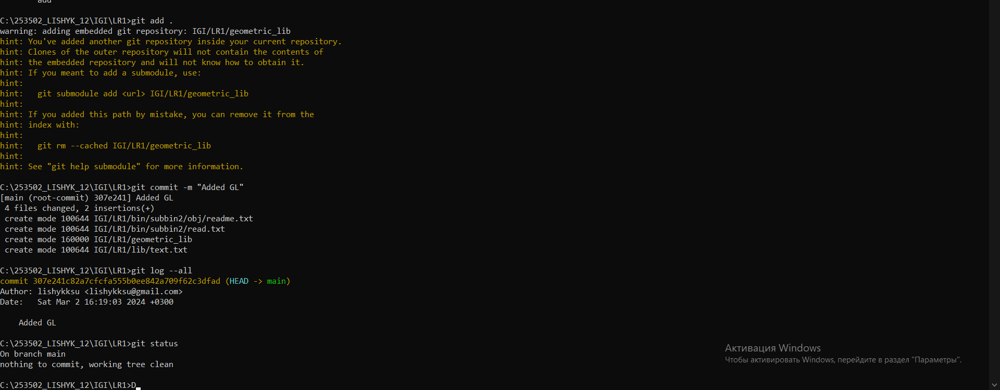 add
C:\253502_LISHYK_12\IGI\LR1>git add .
warning: adding embedded git repository: IGI/LR1/geometric_lib
hint: You've added another git repository inside your current repository.
hint: Clones of the outer repository will not contain the contents of
hint: the embedded repository and will not know how to obtain it.
hint: If you meant to add a submodule, use:
hint:
hint:   git submodule add <url> IGI/LR1/geometric_lib
hint:
hint: If you added this path by mistake, you can remove it from the
hint: index with:
hint:
hint:   git rm --cached IGI/LR1/geometric_lib
hint:
hint: See "git help submodule" for more information.
C:\253502_LISHYK_12\IGI\LR1>git commit -m "Added GL"
[main (root-commit) 307e241] Added GL
 4 files changed, 2 insertions(+)
 create mode 100644 IGI/LR1/bin/subbin2/obj/readme.txt
 create mode 100644 IGI/LR1/bin/subbin2/read.txt
 create mode 160000 IGI/LR1/geometric_lib
 create mode 100644 IGI/LR1/lib/text.txt
C:\253502_LISHYK_12\IGI\LR1>git log --all
commit 307e241c82a7cfcfa555b0ee842a709f62c3dfad (HEAD -> main)
Author: lishykksu <lishykksu@gmail.com>
Date:   Sat Mar 2 16:19:03 2024 +0300
    Added GL
C:\253502_LISHYK_12\IGI\LR1>git status
On branch main
nothing to commit, working tree clean
C:\253502_LISHYK_12\IGI\LR1>D
Активация Windows
Чтобы активировать Windows, перейдите в раздел "Параметры".